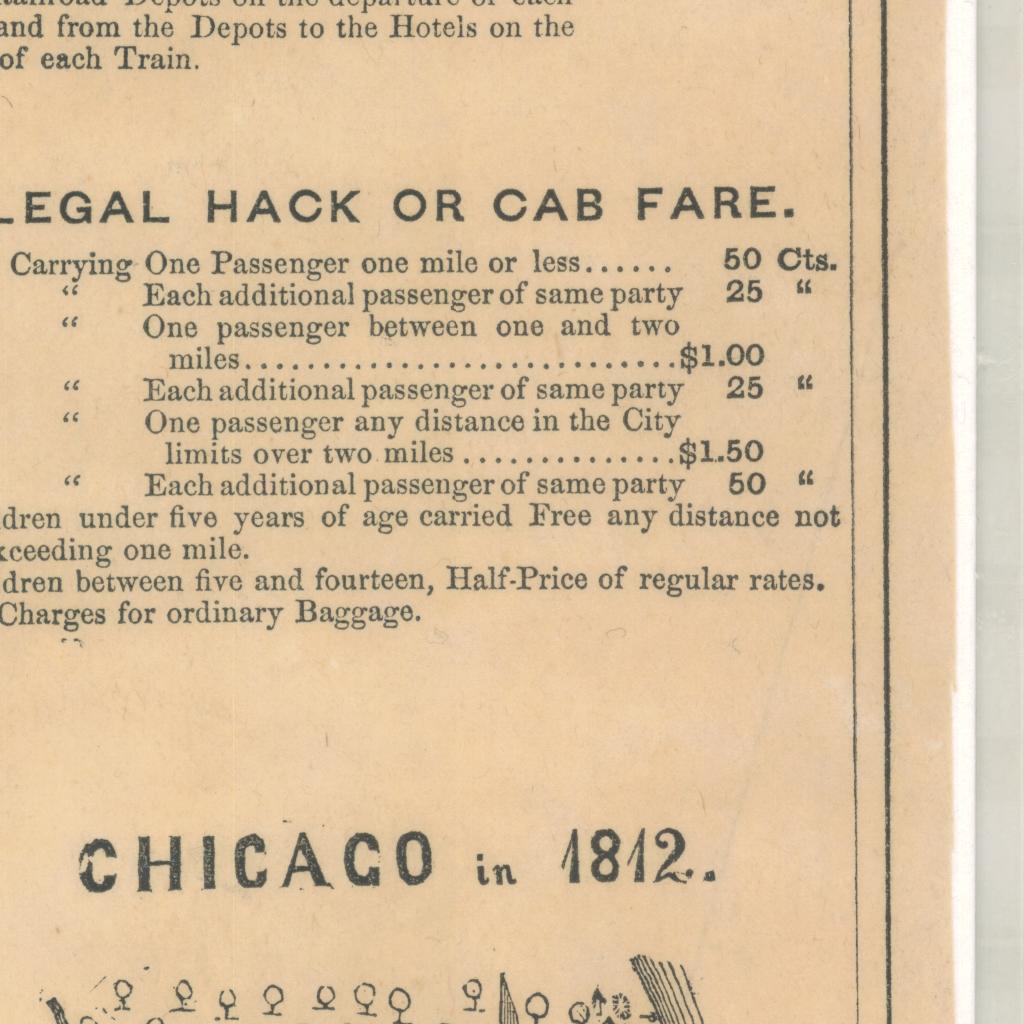 Railroad Depots on the departure of each
and from the Depots to the Hotels on the
of each Train.
LEGAL HACK OR CAB FARE.
Carrying One Passenger one mile or less...... 50 Cts.
“ Each additional passenger of same party 25 “
“ One passenger between one and two
miles............................$1.00
“ Each additional passenger of same party 25 “
“ One passenger any distance in the City
limits over two miles..............$1.50
“ Each additional passenger of same party 50 “
dren under five years of age carried Free any distance not
xceeding one mile.
dren between five and fourteen, Half-Price of regular rates.
Charges for ordinary Baggage.
CHICAGO in 1812.